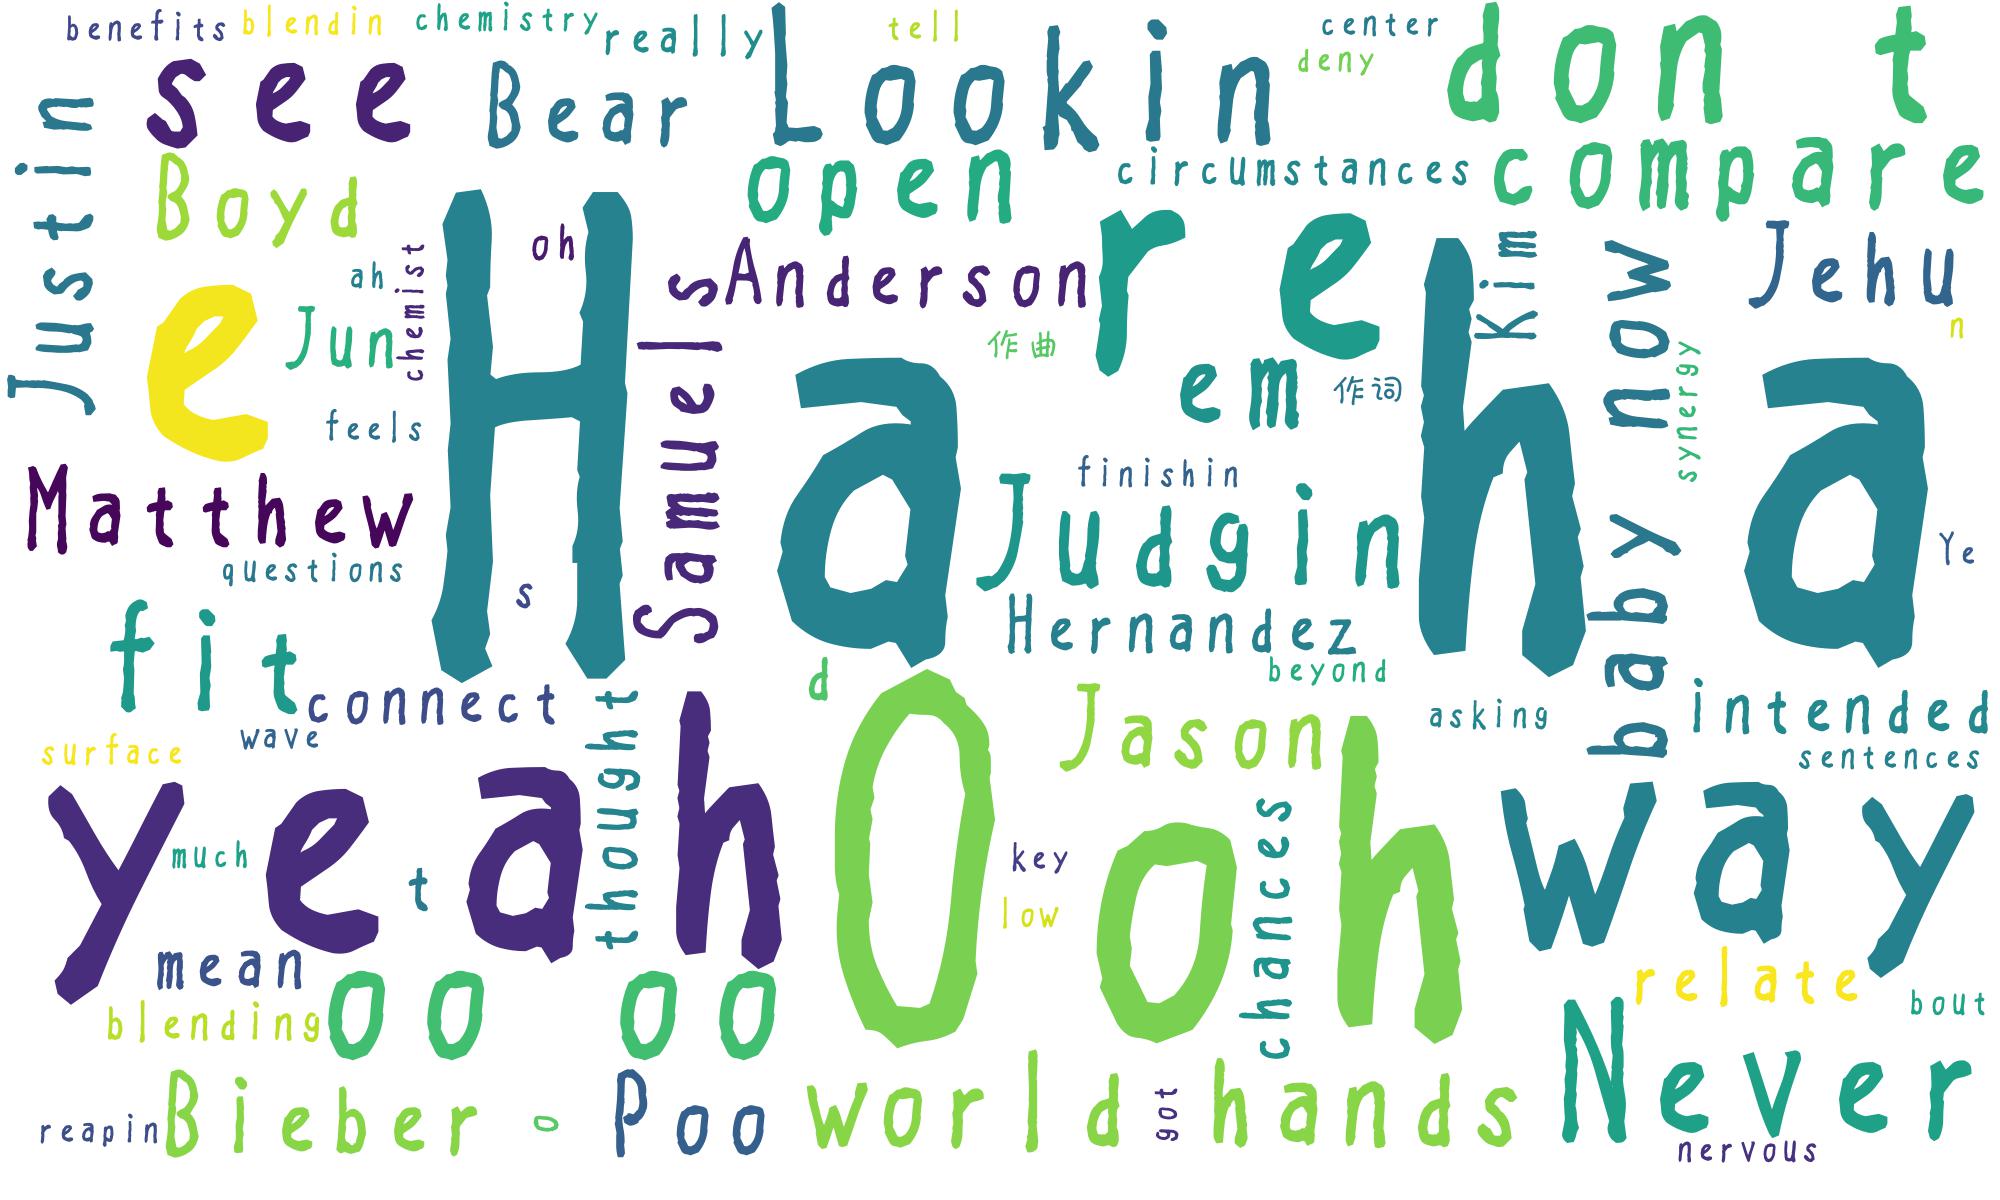 benefits
blendin
chemistry
really
tell
center
deny
don t
see
Bear
Lookin
Justin
Boyd
open
circumstances
compare
oh
Samuel s
Anderson
re
Kim
baby now
Jehu
n
ah
chemist
Jun
e
Ha ha
作曲
em
作词
synergy
feels
Matthew
finishin
Judgin
Ye
questions
s
Hernandez
fit
connect
thought
d
beyond
Jason
asking
intended
wave
surface
sentences
yeah
much
t
Ooh
key
low
chances
way
mean
relate
blending
oo oo
bout
Never
reapin
Bieber
o
Poo
world
got
hands
nervous